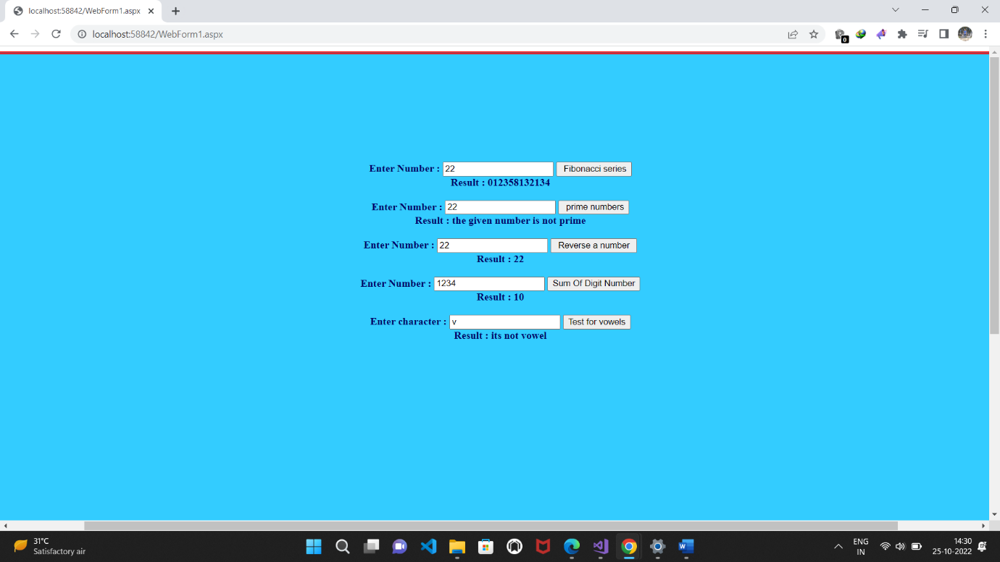 localhost:58842/WebForm1.aspx
localhost:58842/WebForm1.aspx
0
Enter Number : 22 Fibonacci series
Result : 012358132134
Enter Number : 22 prime numbers
Result : the given number is not prime
Enter Number : 22 Reverse a number
Result : 22
Enter Number : 1234 Sum Of Digit Number
Result : 10
Enter character : v Test for vowels
Result : its not vowel
31°C
Satisfactory air
ENG
IN
14:30
25-10-2022